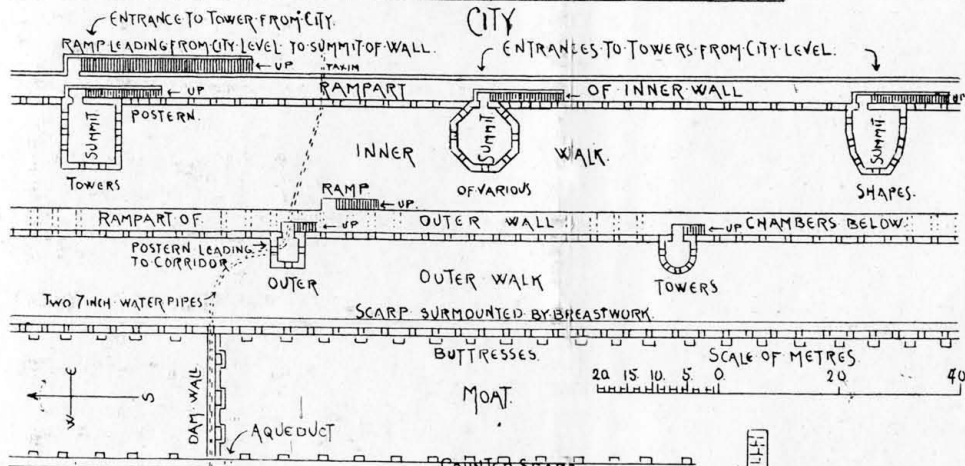 CITY
ENTRANCE TO TOWER FROM CITY.
RAMP LEADING FROM CITY LEVEL TO SUMMIT OF WALL.
ENTRANCES TO TOWERS FROM CITY LEVEL.
UP
TAXIM
UP
RAMPART
OF INNER WALL
UP
POSTERN.
SUMMIT.
SUMMIT.
SUMMIT.
INNER WALK.
TOWERS
OF VARIOUS
SHAPES.
RAMP
UP.
RAMPART OF
OUTER WALL
CHAMBERS BELOW
UP
UP
POSTERN LEADING
TO CORRIDOR
OUTER
OUTER WALK
TOWERS
TWO 7 INCH WATER PIPES
SCARP SURMOUNTED BY BREASTWORK.
BUTTRESSES.
SCALE OF METRES.
20. 15. 10. 5. 0. 20. 40
MOAT.
DAM WALL
E
S
W
AQUEDUCT